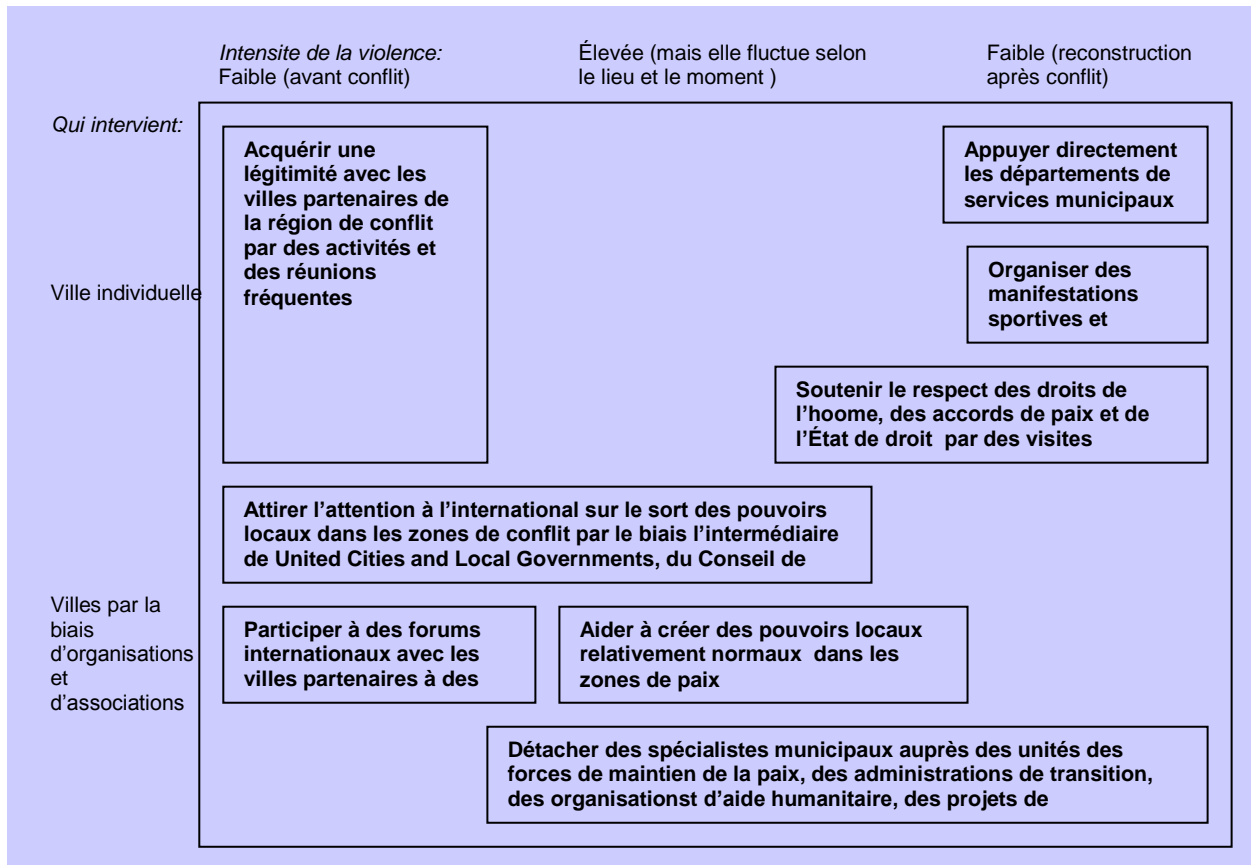 Intensite de la violence:
Faible (avant conflit)
Élevée (mais elle fluctue selon
le lieu et le moment )
Faible (reconstruction
après conflit)
Qui intervient:
Acquérir une
légitimité avec les
villes partenaires de
la région de conflit
par des activités et
des réunions
fréquentes
Appuyer directement
les départements de
services municipaux
Ville individuelle
Organiser des
manifestations
sportives et
Soutenir le respect des droits de
l’hoome, des accords de paix et de
l’État de droit par des visites
Attirer l’attention à l’international sur le sort des pouvoirs
locaux dans les zones de conflit par le biais l’intermédiaire
de United Cities and Local Governments, du Conseil de
Villes par la
biais
d’organisations
et
d’associations
Participer à des forums
internationaux avec les
villes partenaires à des
Aider à créer des pouvoirs locaux
relativement normaux dans les
zones de paix
Détacher des spécialistes municipaux auprès des unités des
forces de maintien de la paix, des administrations de transition,
des organisationst d’aide humanitaire, des projets de